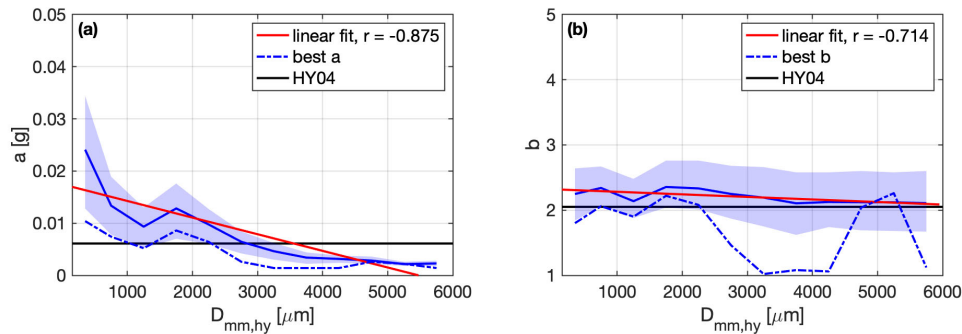 (a)
linear fit, r = -0.875
best a
HY04
a [g]
0.05
0.04
0.03
0.02
0.01
0
1000 2000 3000 4000 5000 6000
D_mm,hy [μm]
(b)
linear fit, r = -0.714
best b
HY04
b
5
4
3
2
1
1000 2000 3000 4000 5000 6000
D_mm,hy [μm]